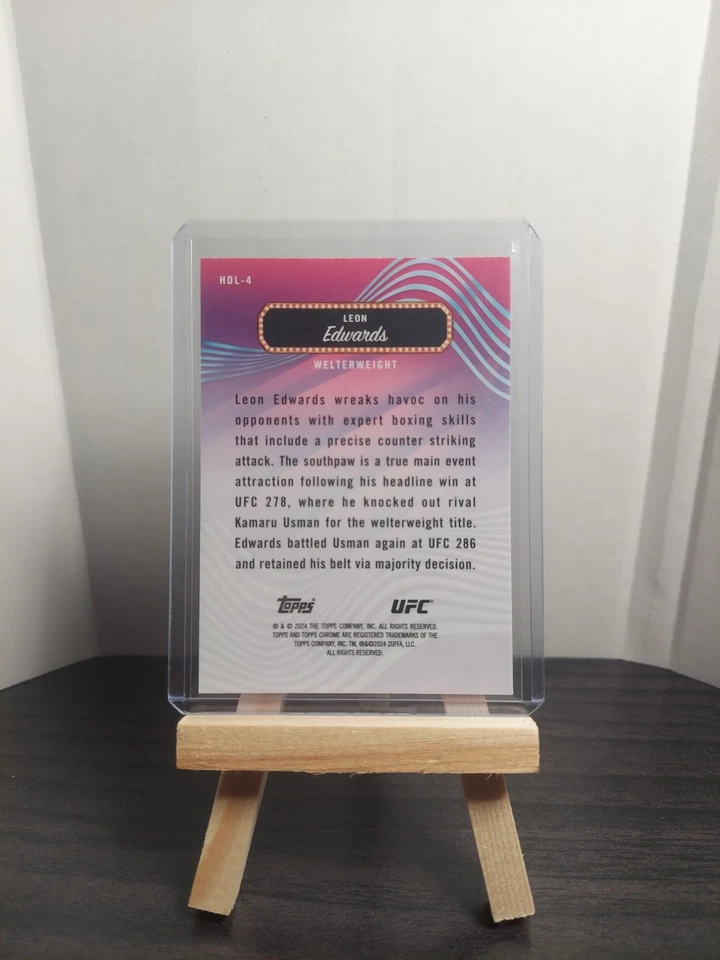 HDL-4
LEON
Edwards
WELTERWEIGHT
Leon Edwards wreaks havoc on his
opponents with expert boxing skills
that include a precise counter striking
attack. The southpaw is a true main event
attraction following his headline win at
UFC 278, where he knocked out rival
Kamaru Usman for the welterweight title.
Edwards battled Usman again at UFC 286
and retained his belt via majority decision.
Topps® UFC®
® & © 2024 THE TOPPS COMPANY, INC. ALL RIGHTS RESERVED.
TOPPS AND TOPPS CHROME ARE REGISTERED TRADEMARKS OF THE
TOPPS COMPANY, INC. TM, ®&©2024 ZUFFA, LLC.
ALL RIGHTS RESERVED.